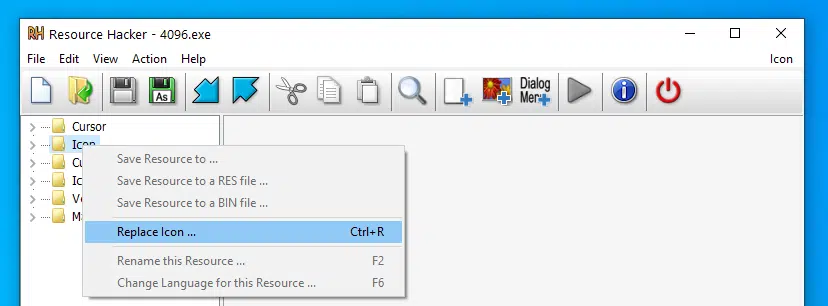 RH Resource Hacker - 4096.exe
File Edit View Action Help Icon
As Dialog
Mer
Cursor
Icon
Cu
Save Resource to ...
Ic
Save Resource to a RES file ...
Ve
Save Resource to a BIN file ...
Ma
Replace Icon ... Ctrl+R
Rename this Resource ... F2
Change Language for this Resource ... F6